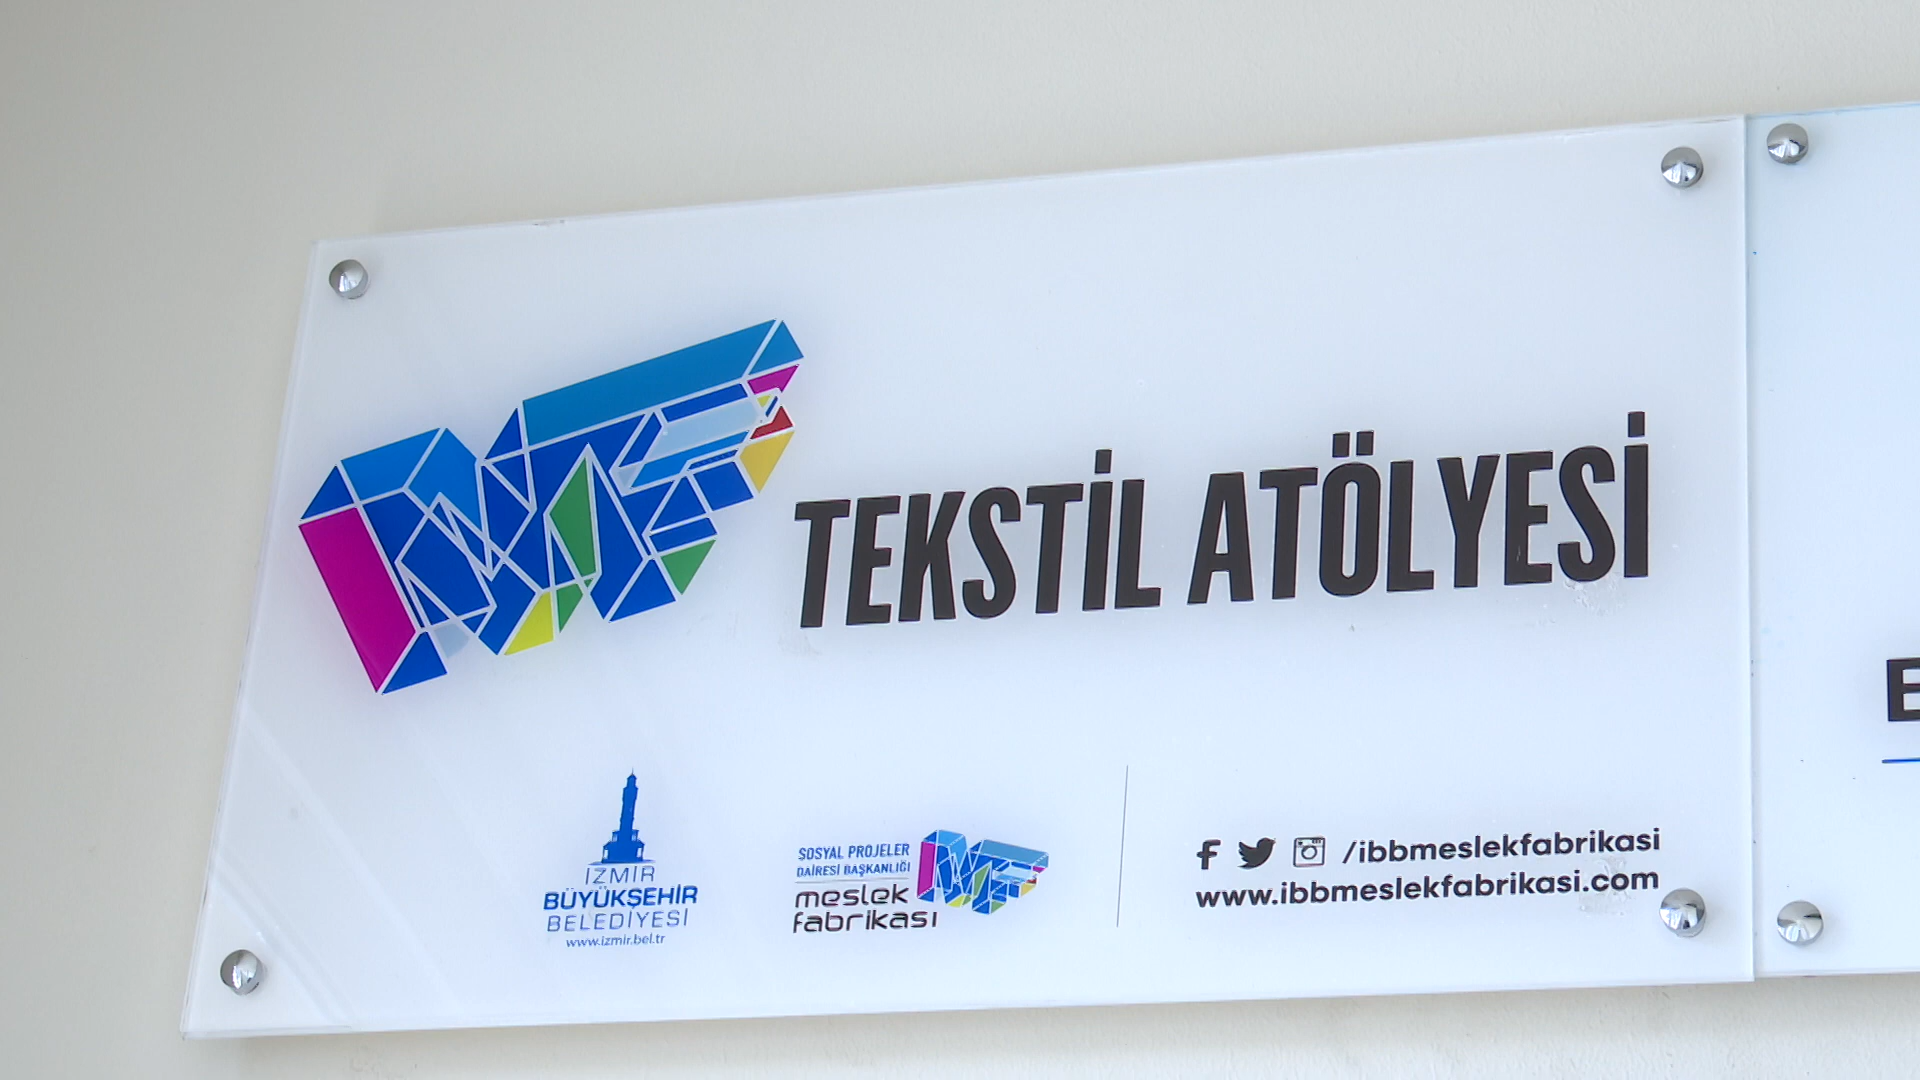 TEKSTİL ATÖLYESİ
İZMİR
BÜYÜKŞEHİR
BELEDİYESİ
www.izmir.bel.tr
SOSYAL PROJELER
DAİRESİ BAŞKANLIĞI
meslek
fabrikası
/ibbmeslekfabrikasi
www.ibbmeslekfabrikasi.com